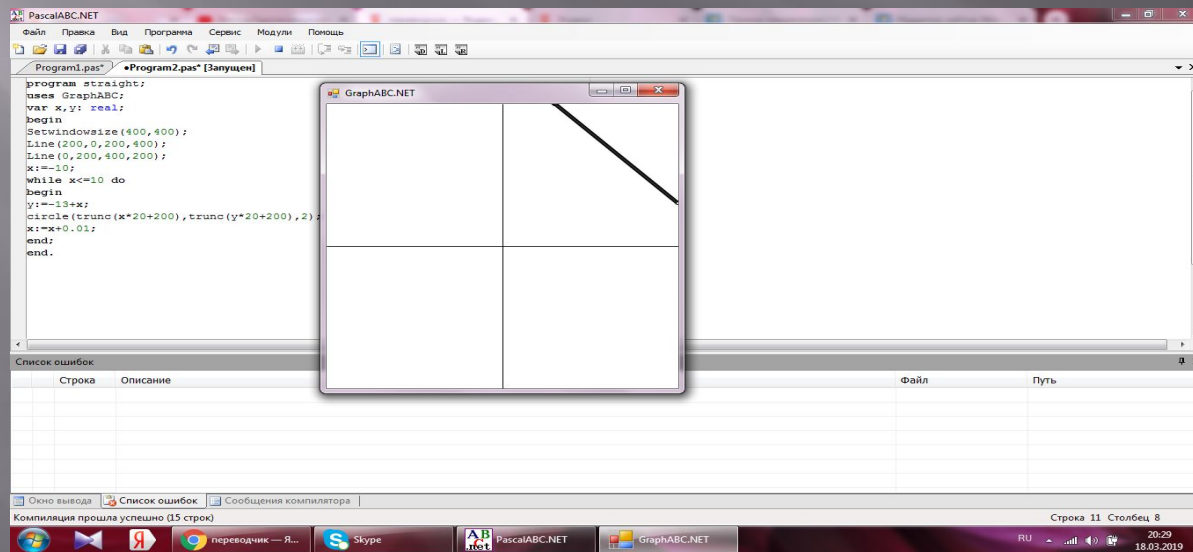 PascalABC.NET
Файл Правка Вид Программа Сервис Модули Помощь
Program1.pas* •Program2.pas* [Запущен]
program straight;
uses GraphABC;
var x,y: real;
begin
Setwindowsize(400,400);
Line(200,0,200,400);
Line(0,200,400,200);
x:=-10;
while x<=10 do
begin
y:=-13+x;
circle(trunc(x*20+200),trunc(y*20+200),2);
x:=x+0.01;
end;
end.
GraphABC.NET
Список ошибок
Строка Описание Файл Путь
Окно вывода Список ошибок Сообщения компилятора
Компиляция прошла успешно (15 строк) Строка 11 Столбец 8
переводчик — Я... Skype PascalABC.NET GraphABC.NET RU 20:29
18.03.2019